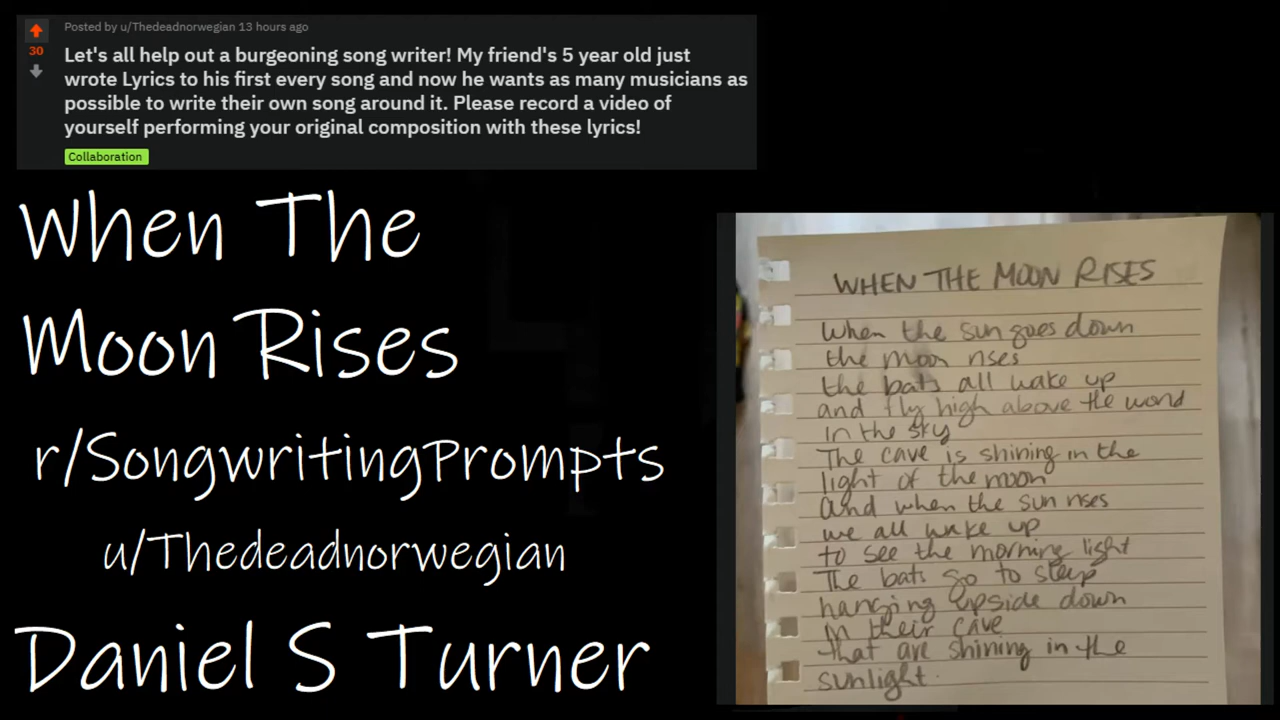 Posted by u/Thedeadnorwegian 13 hours ago
30
Let's all help out a burgeoning song writer! My friend's 5 year old just
wrote Lyrics to his first every song and now he wants as many musicians as
possible to write their own song around it. Please record a video of
yourself performing your original composition with these lyrics!
Collaboration
When The
Moon Rises
r/SongwritingPrompts
u/Thedeadnorwegian
Daniel S Turner
WHEN THE MOON RISES
When the sun goes down
the moon rises
the bats all wake up
and fly high above the world
in the sky
The cave is shining in the
light of the moon
And when the sun rises
we all wake up
to see the morning light
The bats go to sleep
hanging upside down
in their cave
that are shining in the
sunlight.